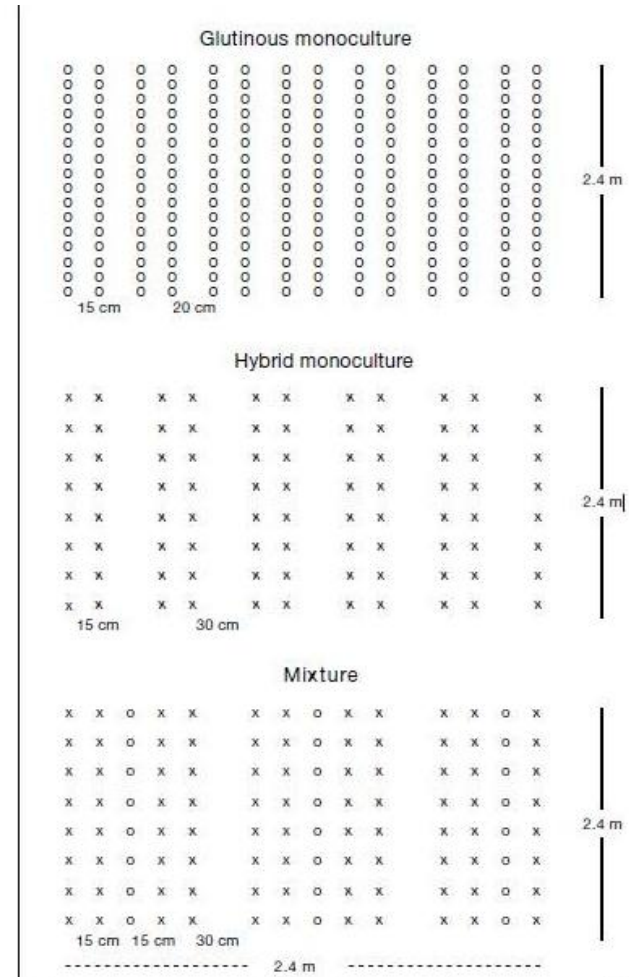 Glutinous monoculture
2.4 m
15 cm 20 cm
Hybrid monoculture
2.4 m
15 cm 30 cm
Mixture
2.4 m
15 cm 15 cm 30 cm
2.4 m